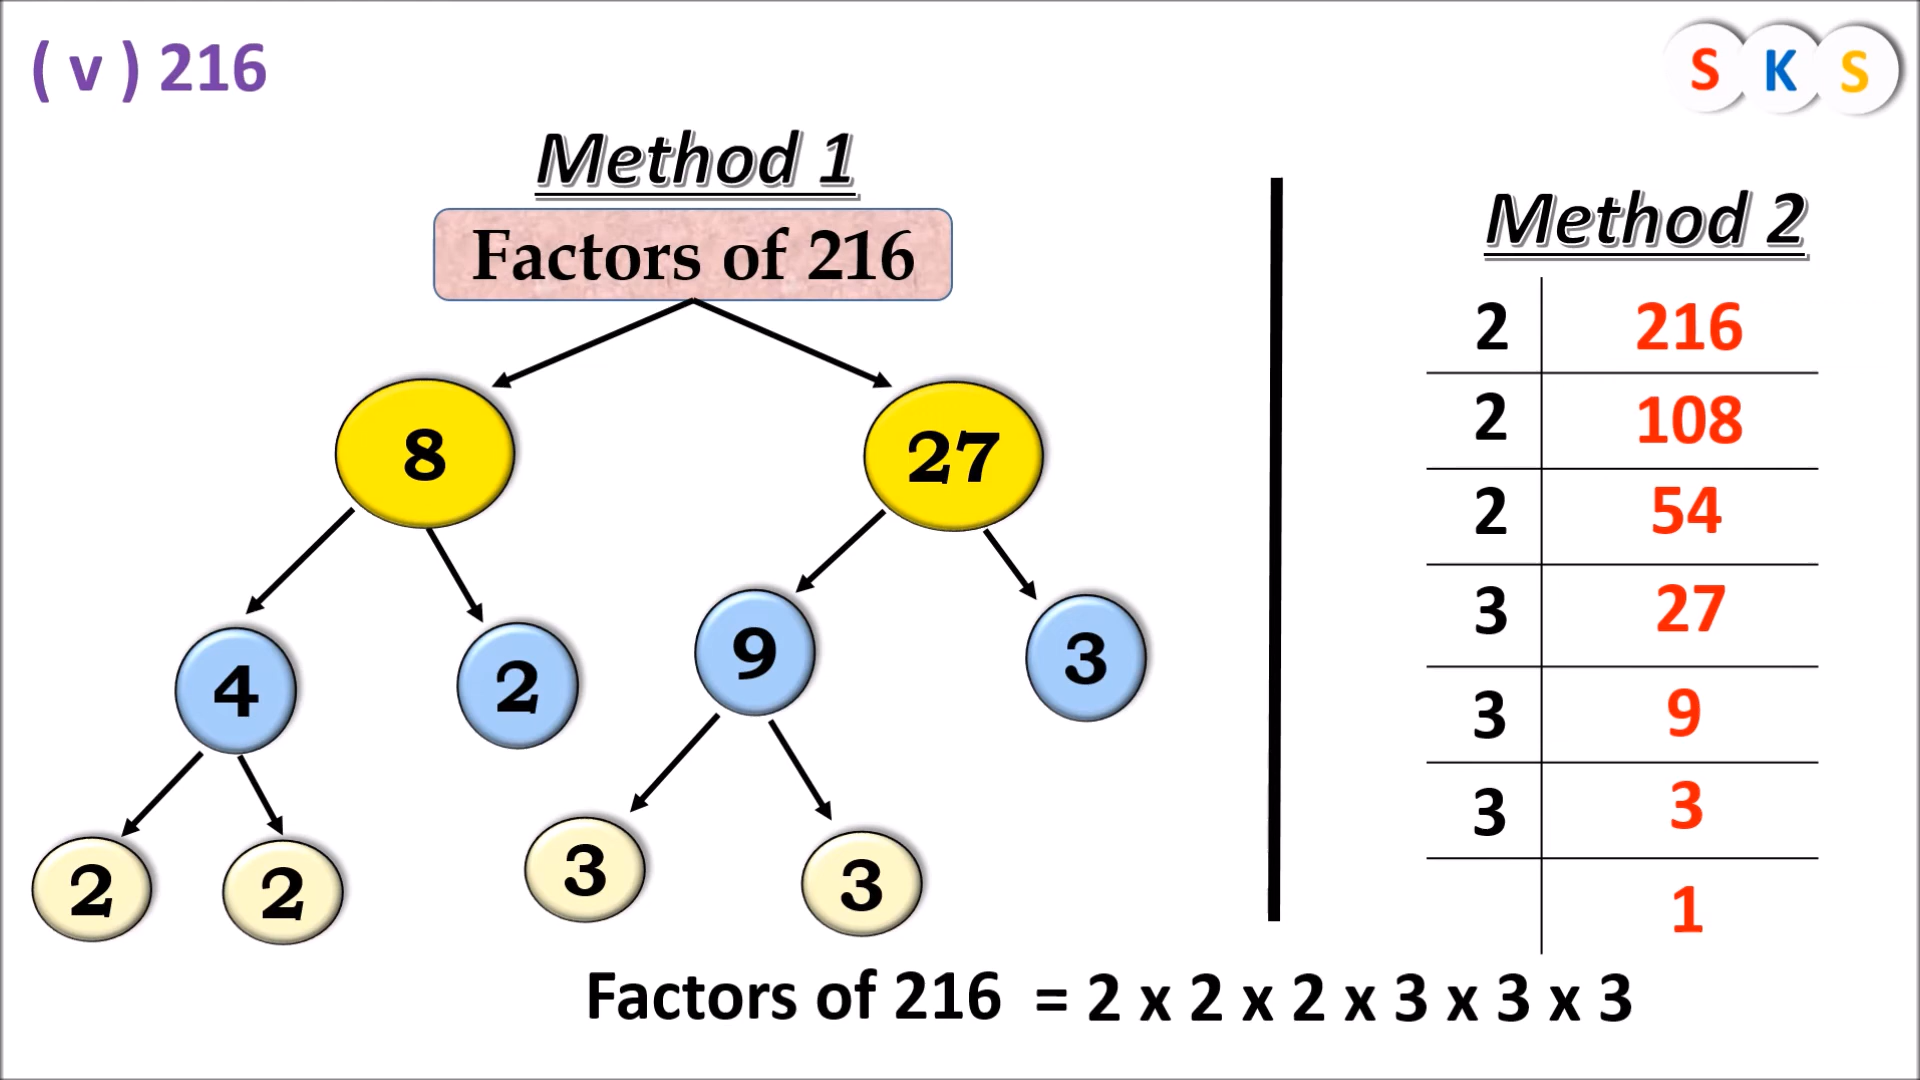 ( v ) 216
S K S
Method 1
Factors of 216
8 27
4 2 9 3
2 2 3 3
Method 2
2 216
2 108
2 54
3 27
3 9
3 3
1
Factors of 216 = 2 x 2 x 2 x 3 x 3 x 3